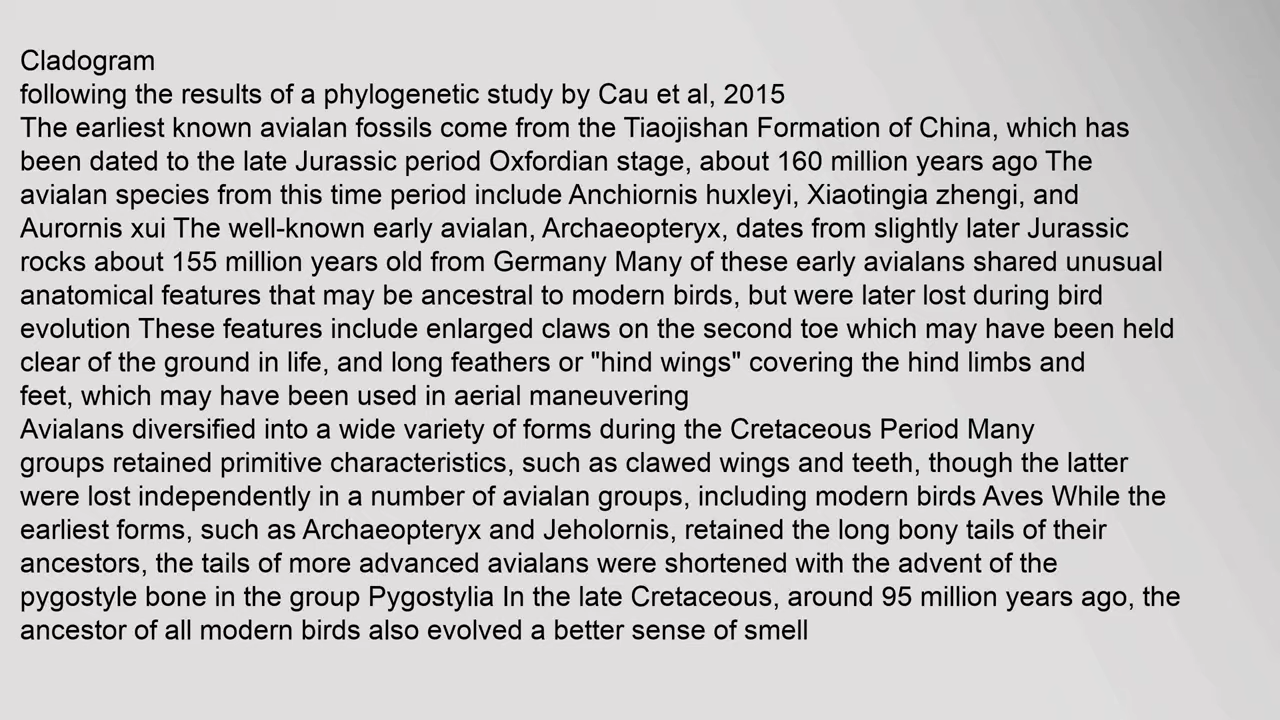 Cladogram
following the results of a phylogenetic study by Cau et al, 2015
The earliest known avialan fossils come from the Tiaojishan Formation of China, which has
been dated to the late Jurassic period Oxfordian stage, about 160 million years ago The
avialan species from this time period include Anchiornis huxleyi, Xiaotingia zhengi, and
Aurornis xui The well-known early avialan, Archaeopteryx, dates from slightly later Jurassic
rocks about 155 million years old from Germany Many of these early avialans shared unusual
anatomical features that may be ancestral to modern birds, but were later lost during bird
evolution These features include enlarged claws on the second toe which may have been held
clear of the ground in life, and long feathers or "hind wings" covering the hind limbs and
feet, which may have been used in aerial maneuvering
Avialans diversified into a wide variety of forms during the Cretaceous Period Many
groups retained primitive characteristics, such as clawed wings and teeth, though the latter
were lost independently in a number of avialan groups, including modern birds Aves While the
earliest forms, such as Archaeopteryx and Jeholornis, retained the long bony tails of their
ancestors, the tails of more advanced avialans were shortened with the advent of the
pygostyle bone in the group Pygostylia In the late Cretaceous, around 95 million years ago, the
ancestor of all modern birds also evolved a better sense of smell